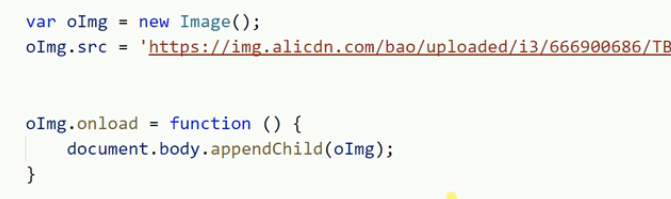 var oImg = new Image();
oImg.src = 'https://img.alicdn.com/bao/uploaded/i3/666900686/TB
oImg.onload = function () {
document.body.appendChild(oImg);
}